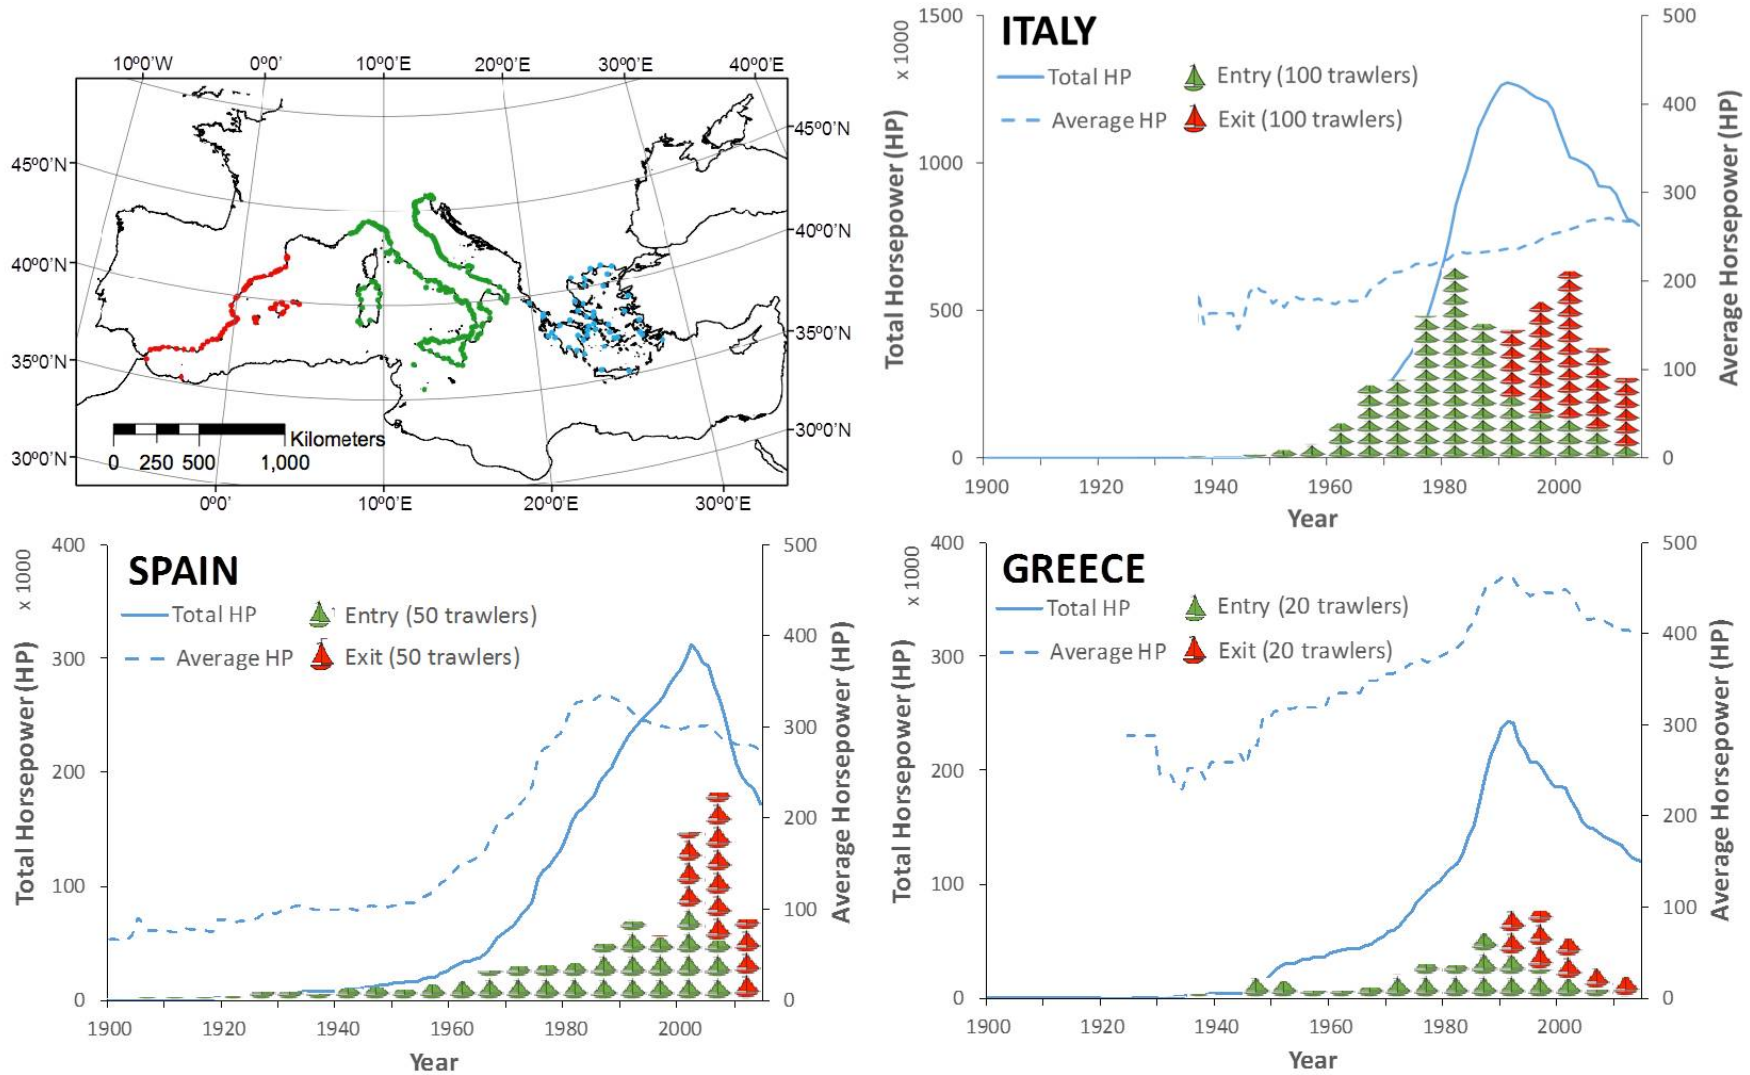 10°0'W 0°0' 10°0'E 20°0'E 30°0'E 40°0'E
45°0'N
45°0'N
40°0'N
40°0'N
35°0'N
35°0'N
30°0'N
30°0'N
Kilometers
0 250 500 1,000
0°0' 10°0'E 20°0'E 30°0'E
ITALY
Total HP Entry (100 trawlers)
Average HP Exit (100 trawlers)
x 1000
Total Horsepower (HP)
1500
1000
500
0
500
400
300
200
100
0
Average Horsepower (HP)
1900 1920 1940 1960 1980 2000
Year
SPAIN
Total HP Entry (50 trawlers)
Average HP Exit (50 trawlers)
x 1000
Total Horsepower (HP)
400
300
200
100
0
500
400
300
200
100
0
Average Horsepower (HP)
1900 1920 1940 1960 1980 2000
Year
GREECE
Total HP Entry (20 trawlers)
Average HP Exit (20 trawlers)
x 1000
Total Horsepower (HP)
400
300
200
100
0
500
400
300
200
100
0
Average Horsepower (HP)
1900 1920 1940 1960 1980 2000
Year